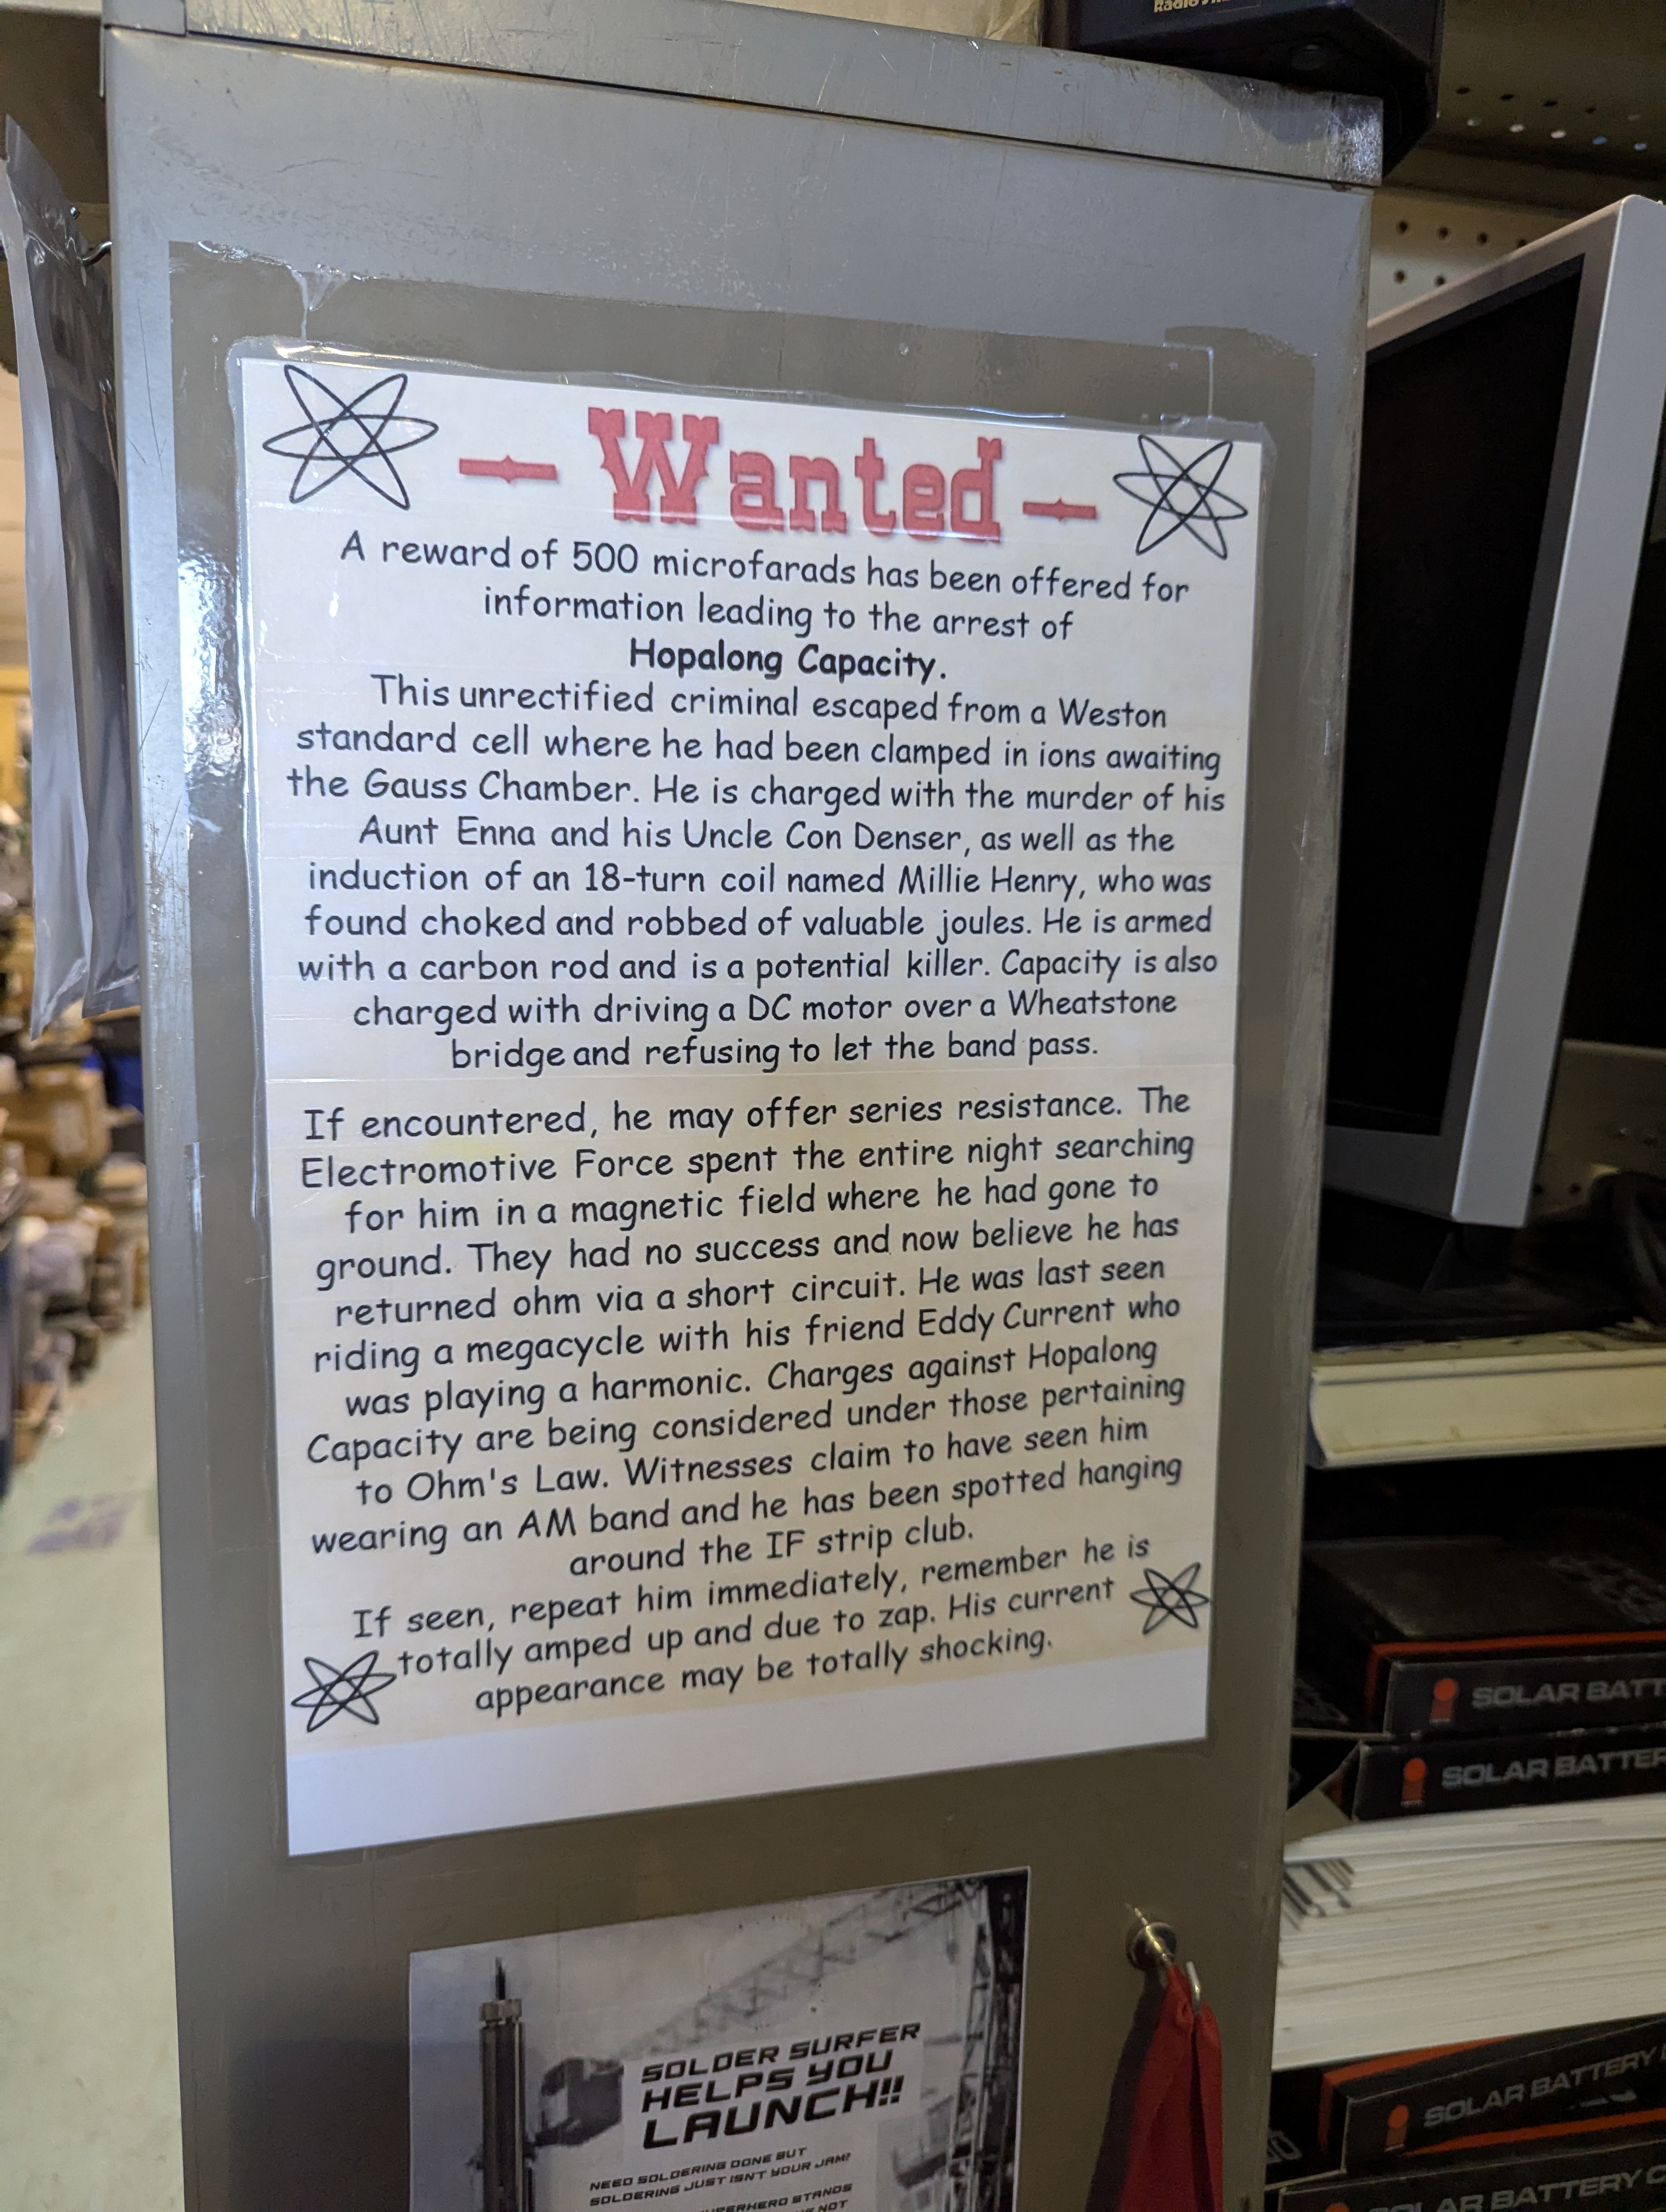 Wanted
A reward of 500 microfarads has been offered for
information leading to the arrest of
Hopalong Capacity.
This unrectified criminal escaped from a Weston
standard cell where he had been clamped in ions awaiting
the Gauss Chamber. He is charged with the murder of his
Aunt Enna and his Uncle Con Denser, as well as the
induction of an 18-turn coil named Millie Henry, who was
found choked and robbed of valuable joules. He is armed
with a carbon rod and is a potential killer. Capacity is also
charged with driving a DC motor over a Wheatstone
bridge and refusing to let the band pass.
If encountered, he may offer series resistance. The
Electromotive Force spent the entire night searching
for him in a magnetic field where he had gone to
ground. They had no success and now believe he has
returned ohm via a short circuit. He was last seen
riding a megacycle with his friend Eddy Current who
was playing a harmonic. Charges against Hopalong
Capacity are being considered under those pertaining
to Ohm's Law. Witnesses claim to have seen him
wearing an AM band and he has been spotted hanging
around the IF strip club.
If seen, repeat him immediately, remember he is
totally amped up and due to zap. His current
appearance may be totally shocking.
SOLDER SURFER
HELPS YOU
LAUNCH!!
NEED SOLDERING DONE BUT
SOLDERING JUST ISN'T YOUR JAM?
STANDS
NOT
SOLAR BATT
SOLAR BATTER
SOLAR BATTERY
SOLAR BATTERY C